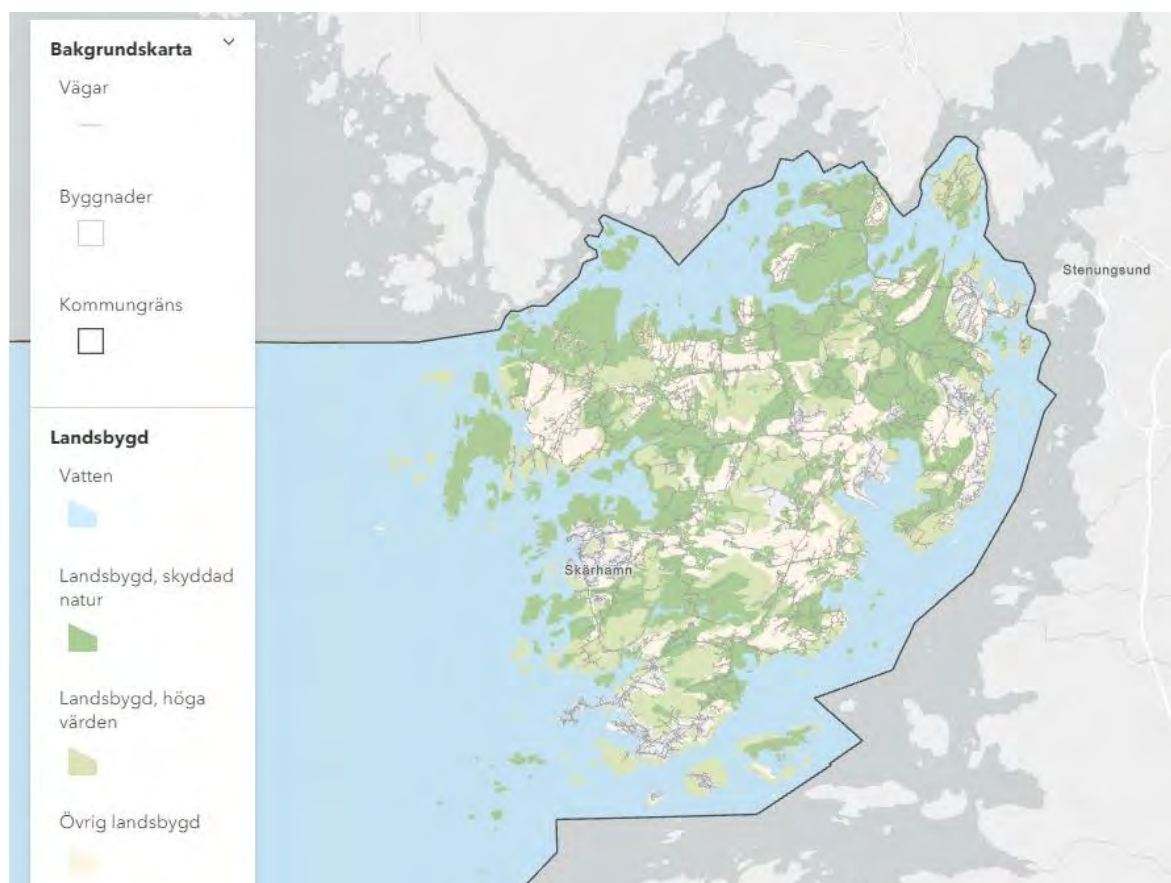 Bakgrundskarta
Vägar
Byggnader
Kommungräns
Landsbygd
Vatten
Landsbygd, skyddad
natur
Landsbygd, höga
värden
Övrig landsbygd
Stenungsund
Skärhamn